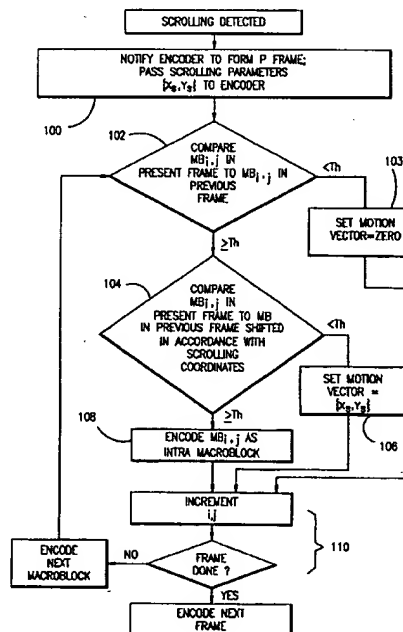 SCROLLING DETECTED
NOTIFY ENCODER TO FORM P FRAME;
PASS SCROLLING PARAMETERS
{Xs,Ys} TO ENCODER
100
102
COMPARE
MBi,j IN
PRESENT FRAME TO MBi,j IN
PREVIOUS
FRAME
<Th
103
SET MOTION
VECTOR=ZERO
≥Th
104
COMPARE
MBi,j IN
PRESENT FRAME TO MB
IN PREVIOUS FRAME SHIFTED
IN ACCORDANCE WITH
SCROLLING
COORDINATES
<Th
SET MOTION
VECTOR =
{Xs,Ys}
106
≥Th
108
ENCODE MBi,j AS
INTRA MACROBLOCK
INCREMENT
i,j
110
FRAME
DONE ?
NO
ENCODE
NEXT
MACROBLOCK
YES
ENCODE NEXT
FRAME